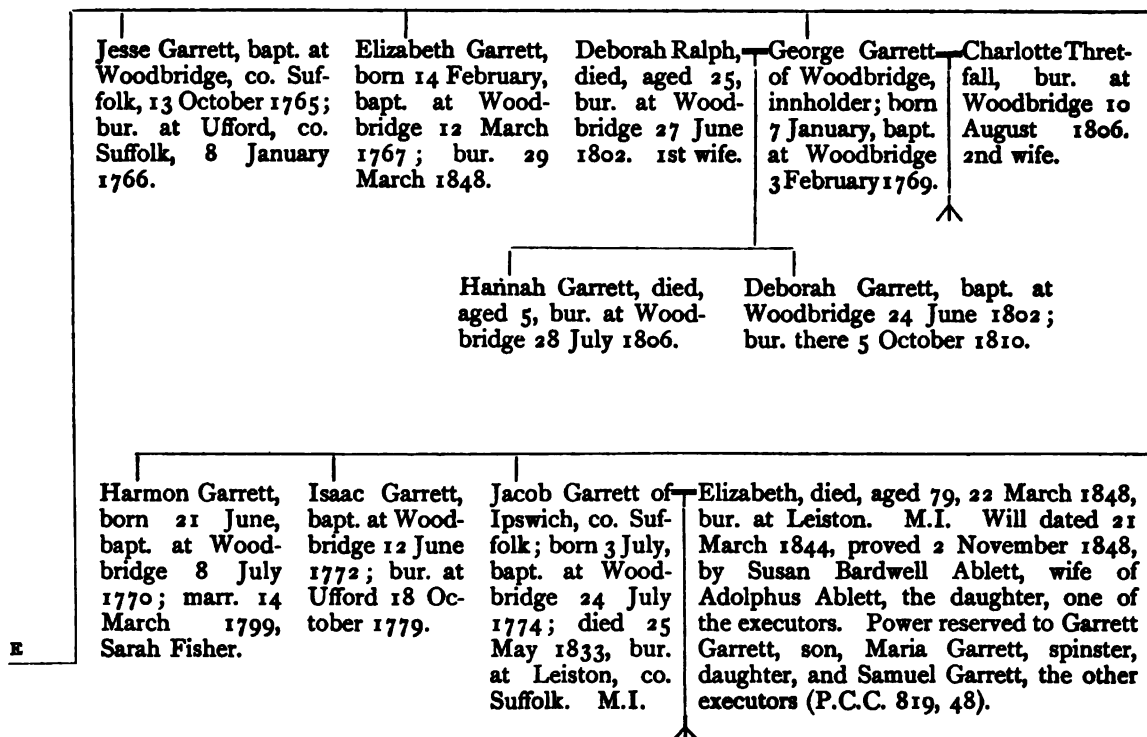 Jesse Garrett, bapt. at
Woodbridge, co. Suf-
folk, 13 October 1765;
bur. at Ufford, co.
Suffolk, 8 January
1766.
Elizabeth Garrett,
born 14 February,
bapt. at Wood-
bridge 12 March
1767; bur. 29
March 1848.
Deborah Ralph,
died, aged 25,
bur. at Wood-
bridge 27 June
1802. 1st wife.
George Garrett
of Woodbridge,
innholder; born
7 January, bapt.
at Woodbridge
3 February 1769.
Charlotte Thret-
fall, bur. at
Woodbridge 10
August 1806.
2nd wife.
Hannah Garrett, died,
aged 5, bur. at Wood-
bridge 28 July 1806.
Deborah Garrett, bapt. at
Woodbridge 24 June 1802;
bur. there 5 October 1810.
Harmon Garrett,
born 21 June,
bapt. at Wood-
bridge 8 July
1770; marr. 14
March 1799,
Sarah Fisher.
Isaac Garrett,
bapt. at Wood-
bridge 12 June
1772; bur. at
Ufford 18 Oc-
tober 1779.
Jacob Garrett of
Ipswich, co. Suf-
folk; born 3 July,
bapt. at Wood-
bridge 24 July
1774; died 25
May 1833, bur.
at Leiston, co.
Suffolk. M.I.
Elizabeth, died, aged 79, 22 March 1848,
bur. at Leiston. M.I. Will dated 21
March 1844, proved 2 November 1848,
by Susan Bardwell Ablett, wife of
Adolphus Ablett, the daughter, one of
the executors. Power reserved to Garrett
Garrett, son, Maria Garrett, spinster,
daughter, and Samuel Garrett, the other
executors (P.C.C. 819, 48).
E